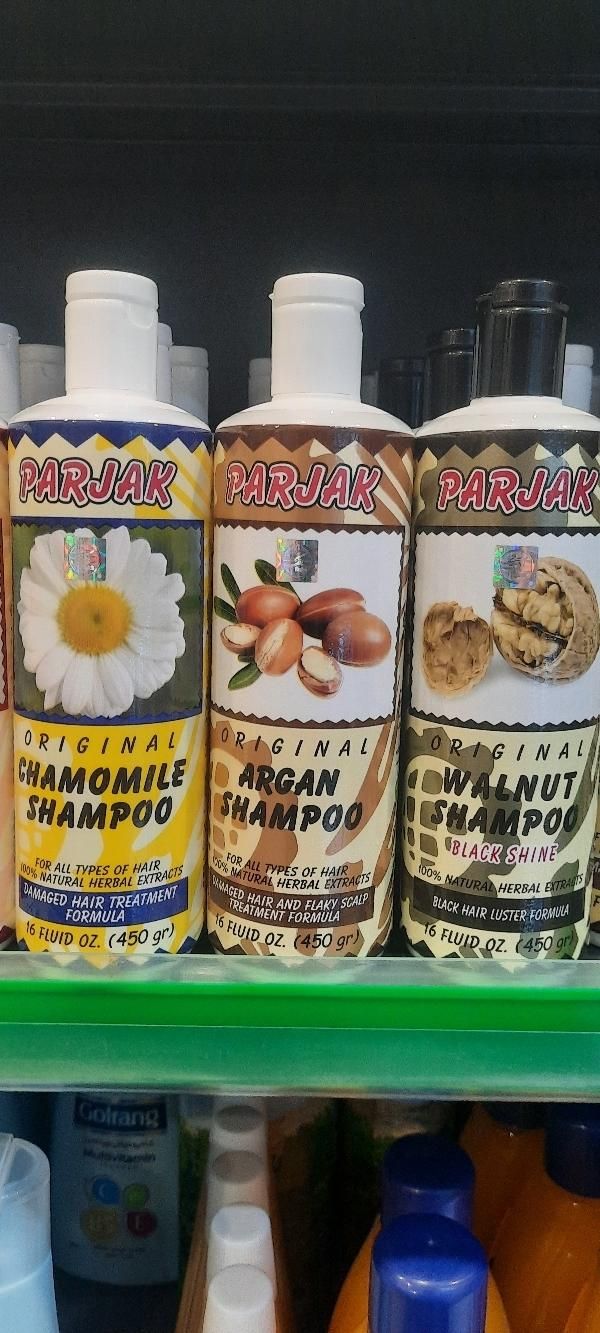 PARJAK
ORIGINAL
CHAMOMILE
SHAMPOO
FOR ALL TYPES OF HAIR
100% NATURAL HERBAL EXTRACTS
DAMAGED HAIR TREATMENT
FORMULA
16 FLUID OZ. (450 gr)
PARJAK
ORIGINAL
ARGAN
SHAMPOO
FOR ALL TYPES OF HAIR
100% NATURAL HERBAL EXTRACTS
DAMAGED HAIR AND FLAKY SCALP
TREATMENT FORMULA
16 FLUID OZ. (450 gr)
PARJAK
ORIGINAL
WALNUT
SHAMPOO
BLACK SHINE
100% NATURAL HERBAL EXTRACTS
BLACK HAIR LUSTER FORMULA
16 FLUID OZ. (450 gr)
Golrang
Multivitamin